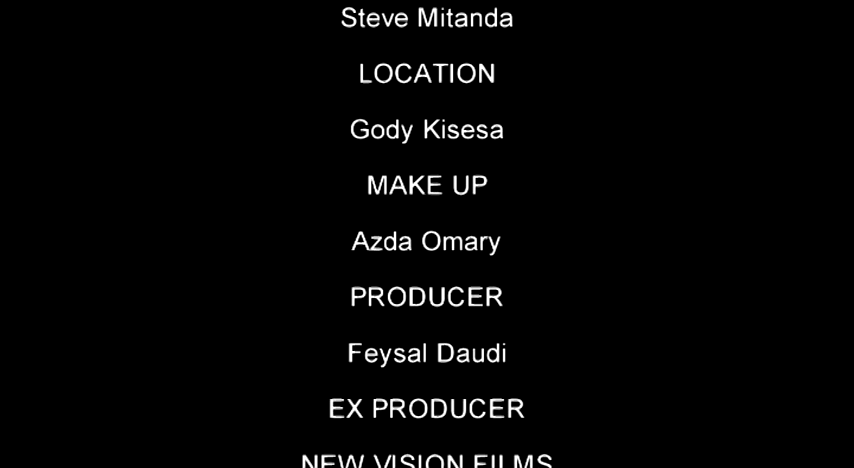 Steve Mitanda
LOCATION
Gody Kisesa
MAKE UP
Azda Omary
PRODUCER
Feysal Daudi
EX PRODUCER
NEW VISION FILMS